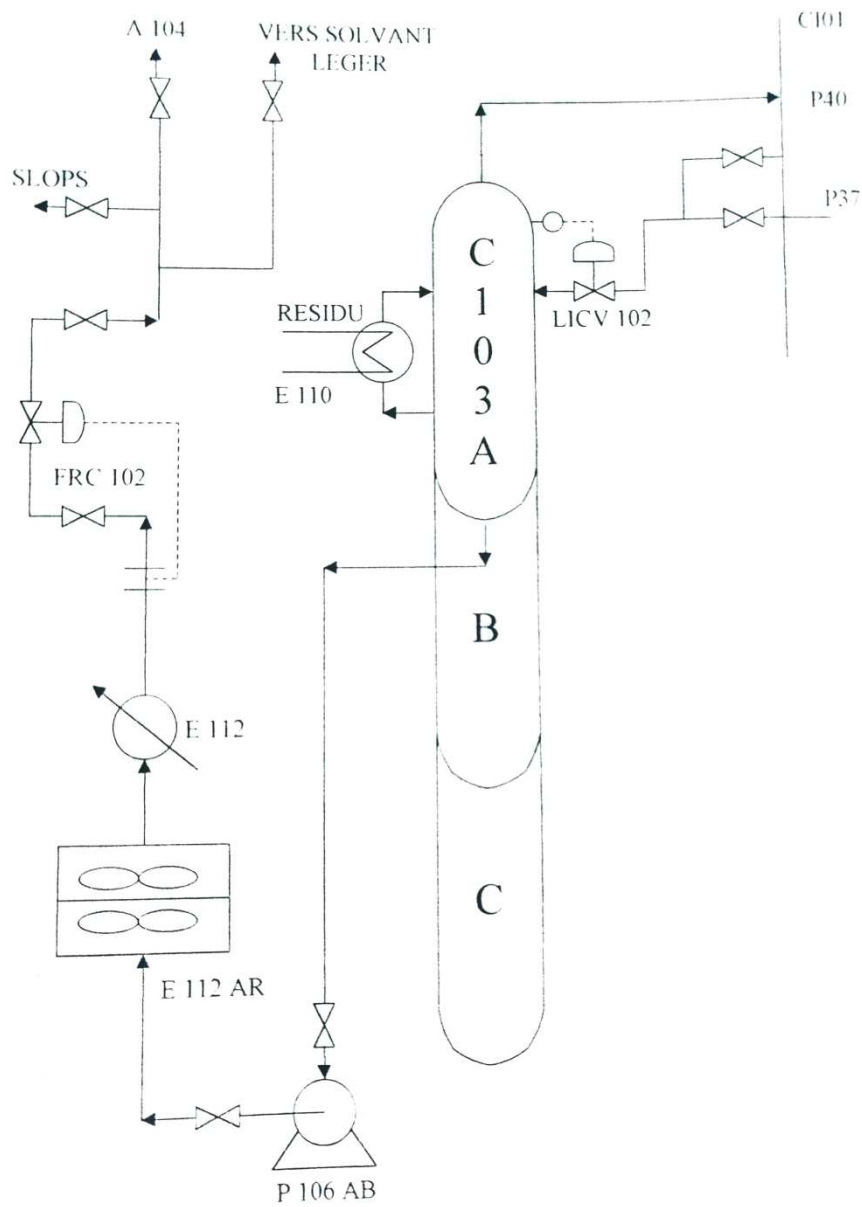 A 104
VERS SOLVANT
LEGER
C101
P40
SLOPS
P37
C
1
0
3
A
RESIDU
LICV 102
E 110
FRC 102
B
E 112
C
E 112 AR
P 106 AB